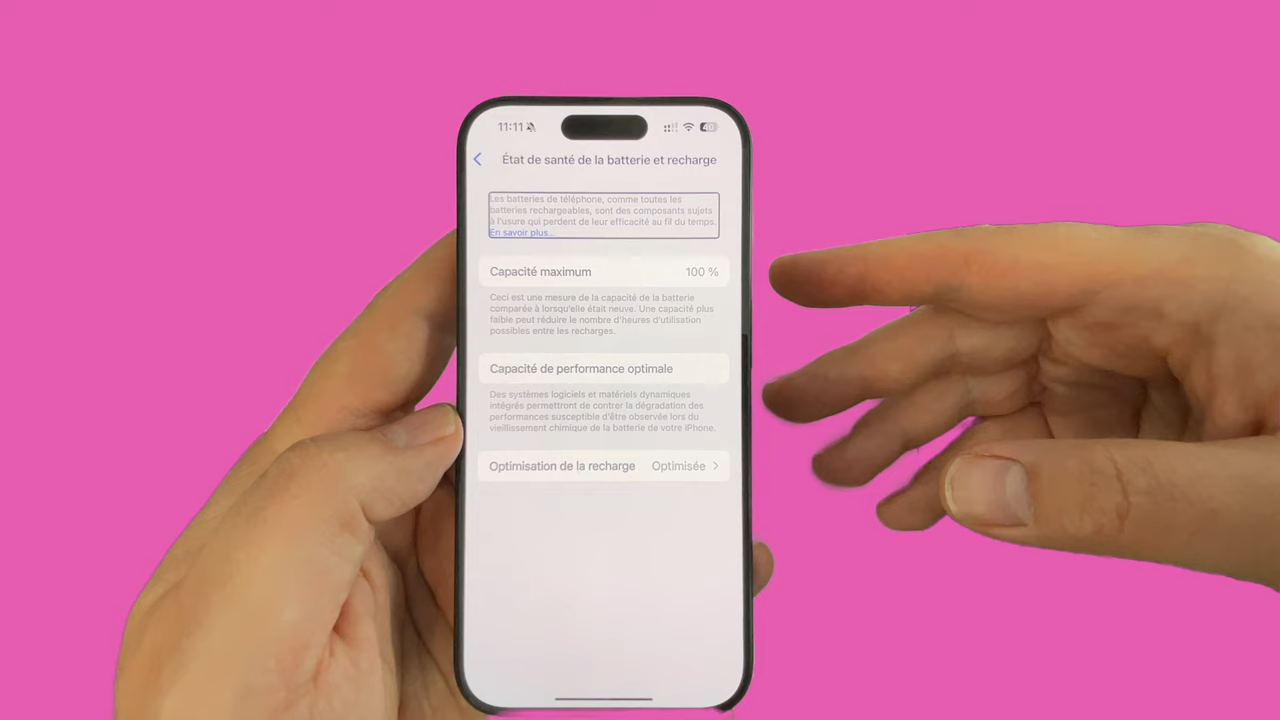 11:11 40
État de santé de la batterie et recharge
Les batteries de téléphone, comme toutes les
batteries rechargeables, sont des composants sujets
à l'usure qui perdent de leur efficacité au fil du temps.
En savoir plus...
Capacité maximum 100 %
Ceci est une mesure de la capacité de la batterie
comparée à lorsqu'elle était neuve. Une capacité plus
faible peut réduire le nombre d'heures d'utilisation
possibles entre les recharges.
Capacité de performance optimale
Des systèmes logiciels et matériels dynamiques
intégrés permettront de contrer la dégradation des
performances susceptible d'être observée lors du
vieillissement chimique de la batterie de votre iPhone.
Optimisation de la recharge Optimisée